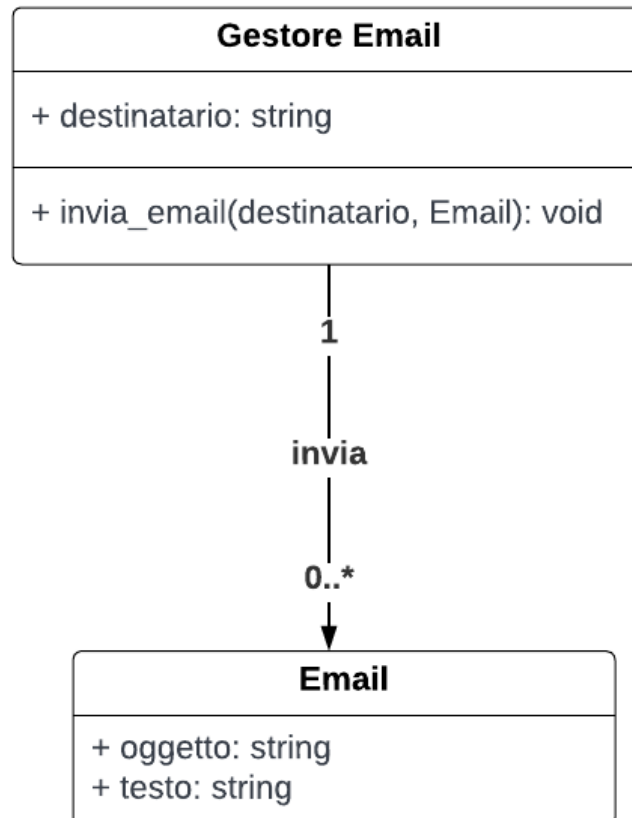 Gestore Email
+ destinatario: string
+ invia_email(destinatario, Email): void
1
invia
0..*
Email
+ oggetto: string
+ testo: string